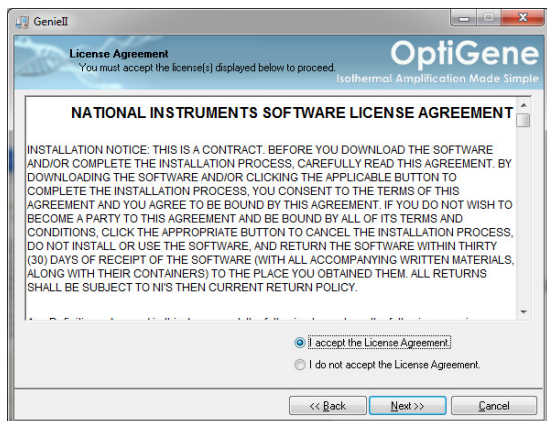 GenieII
License Agreement
You must accept the license(s) displayed below to proceed.
OptiGene
Isothermal Amplification Made Simple
NATIONAL INSTRUMENTS SOFTWARE LICENSE AGREEMENT
INSTALLATION NOTICE: THIS IS A CONTRACT. BEFORE YOU DOWNLOAD THE SOFTWARE
AND/OR COMPLETE THE INSTALLATION PROCESS, CAREFULLY READ THIS AGREEMENT. BY
DOWNLOADING THE SOFTWARE AND/OR CLICKING THE APPLICABLE BUTTON TO
COMPLETE THE INSTALLATION PROCESS, YOU CONSENT TO THE TERMS OF THIS
AGREEMENT AND YOU AGREE TO BE BOUND BY THIS AGREEMENT. IF YOU DO NOT WISH TO
BECOME A PARTY TO THIS AGREEMENT AND BE BOUND BY ALL OF ITS TERMS AND
CONDITIONS, CLICK THE APPROPRIATE BUTTON TO CANCEL THE INSTALLATION PROCESS,
DO NOT INSTALL OR USE THE SOFTWARE, AND RETURN THE SOFTWARE WITHIN THIRTY
(30) DAYS OF RECEIPT OF THE SOFTWARE (WITH ALL ACCOMPANYING WRITTEN MATERIALS,
ALONG WITH THEIR CONTAINERS) TO THE PLACE YOU OBTAINED THEM. ALL RETURNS
SHALL BE SUBJECT TO NI'S THEN CURRENT RETURN POLICY.
I accept the License Agreement.
I do not accept the License Agreement.
<< Back
Next >>
Cancel